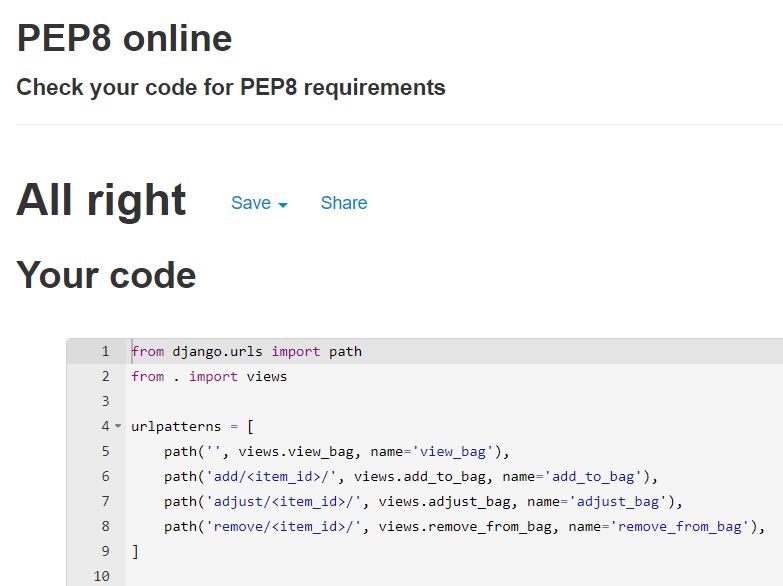 PEP8 online
Check your code for PEP8 requirements
All right Save Share
Your code
1 from django.urls import path
2 from . import views
3
4 urlpatterns = [
5     path('', views.view_bag, name='view_bag'),
6     path('add/<item_id>/', views.add_to_bag, name='add_to_bag'),
7     path('adjust/<item_id>/', views.adjust_bag, name='adjust_bag'),
8     path('remove/<item_id>/', views.remove_from_bag, name='remove_from_bag'),
9 ]
10